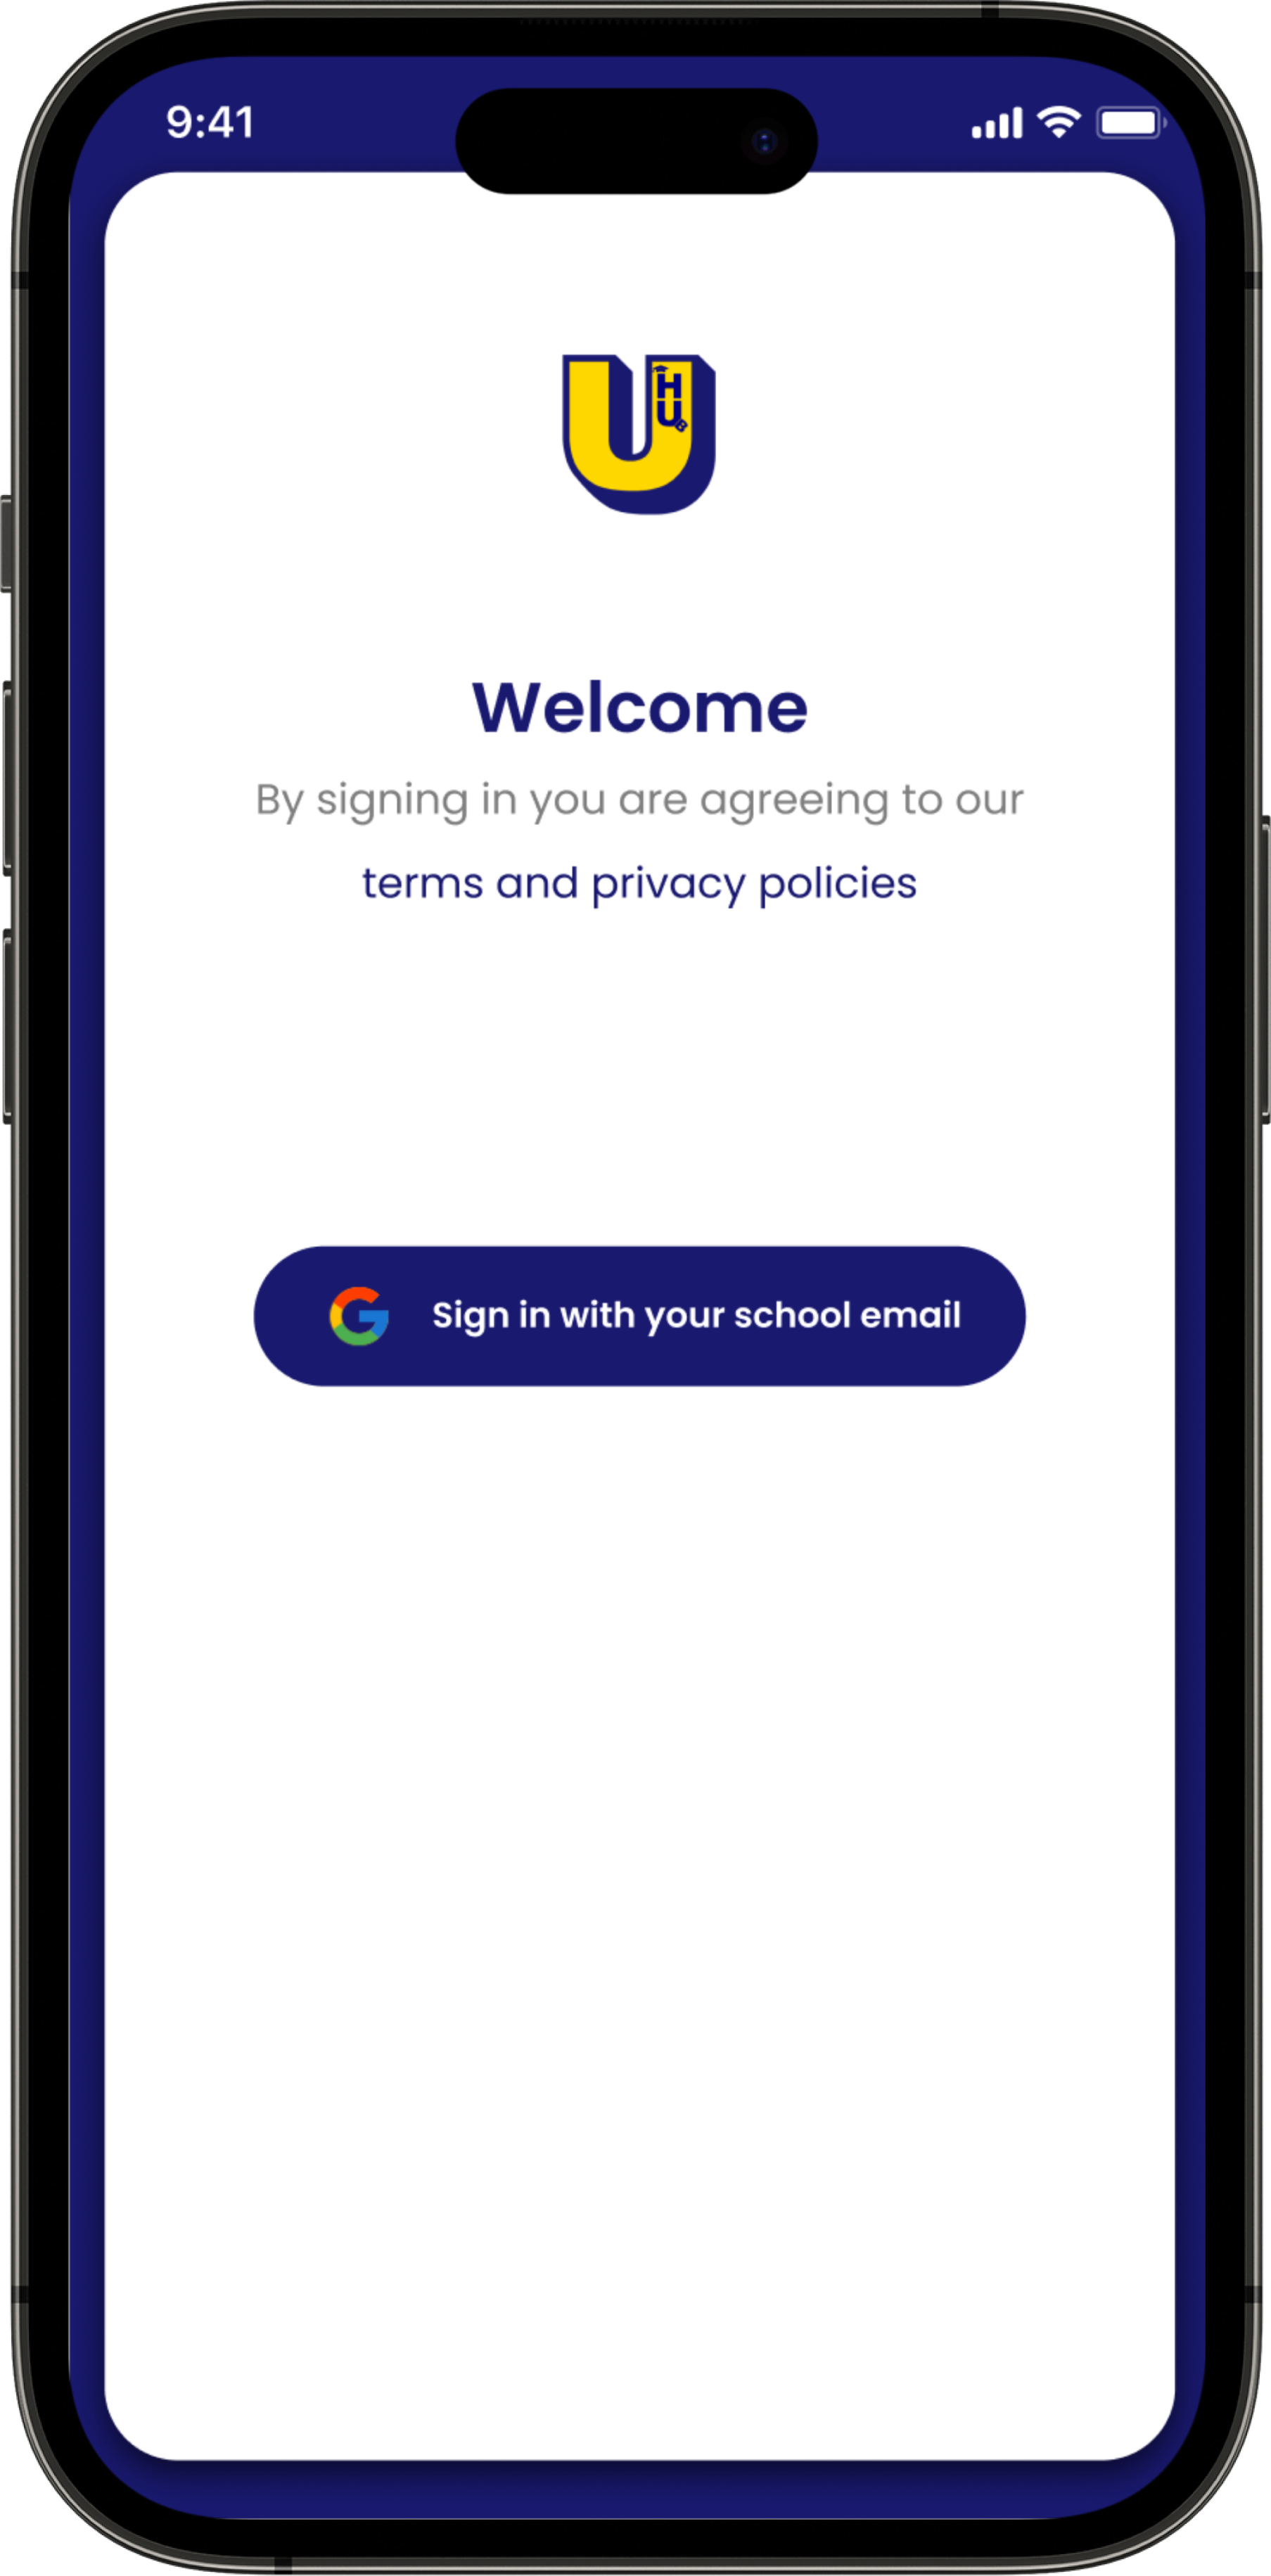 9:41
U
HUB
Welcome
By signing in you are agreeing to our
terms and privacy policies
G
Sign in with your school email